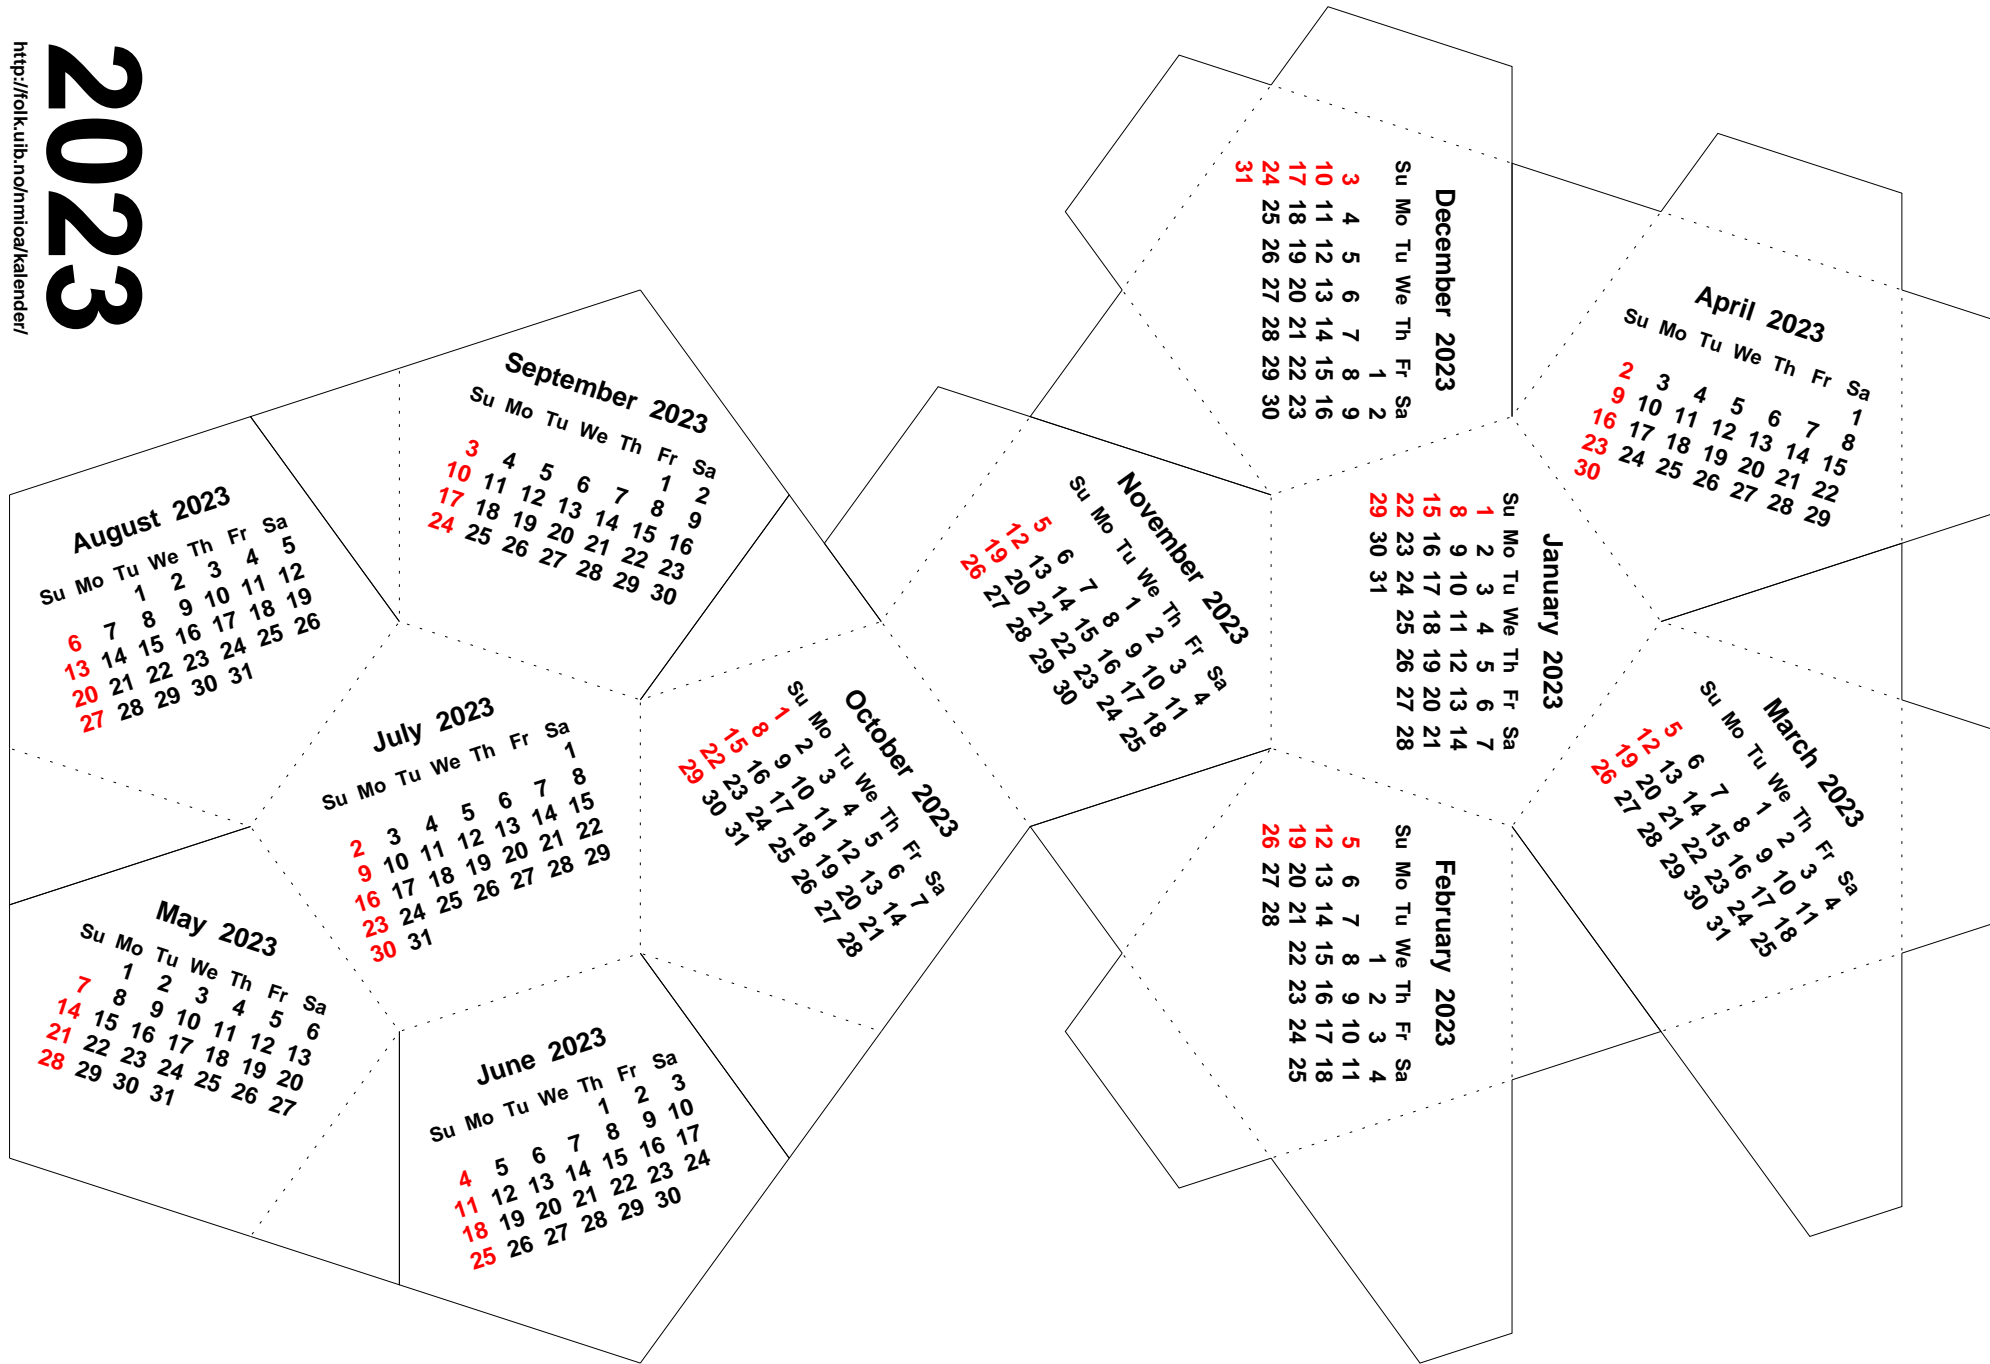 2023
http://folk.uib.no/nmioa/kalender/
December 2023
Su Mo Tu We Th Fr Sa
1 2
3 4 5 6 7 8 9
10 11 12 13 14 15 16
17 18 19 20 21 22 23
24 25 26 27 28 29 30
31
April 2023
Su Mo Tu We Th Fr Sa
1
2 3 4 5 6 7 8
9 10 11 12 13 14 15
16 17 18 19 20 21 22
23 24 25 26 27 28 29
30
September 2023
Su Mo Tu We Th Fr Sa
1 2
3 4 5 6 7 8 9
10 11 12 13 14 15 16
17 18 19 20 21 22 23
24 25 26 27 28 29 30
November 2023
Su Mo Tu We Th Fr Sa
1 2 3 4
5 6 7 8 9 10 11
12 13 14 15 16 17 18
19 20 21 22 23 24 25
26 27 28 29 30
January 2023
Su Mo Tu We Th Fr Sa
1 2 3 4 5 6 7
8 9 10 11 12 13 14
15 16 17 18 19 20 21
22 23 24 25 26 27 28
29 30 31
August 2023
Su Mo Tu We Th Fr Sa
1 2 3 4 5
6 7 8 9 10 11 12
13 14 15 16 17 18 19
20 21 22 23 24 25 26
27 28 29 30 31
July 2023
Su Mo Tu We Th Fr Sa
1
2 3 4 5 6 7 8
9 10 11 12 13 14 15
16 17 18 19 20 21 22
23 24 25 26 27 28 29
30 31
October 2023
Su Mo Tu We Th Fr Sa
1 2 3 4 5 6 7
8 9 10 11 12 13 14
15 16 17 18 19 20 21
22 23 24 25 26 27 28
29 30 31
March 2023
Su Mo Tu We Th Fr Sa
1 2 3 4
5 6 7 8 9 10 11
12 13 14 15 16 17 18
19 20 21 22 23 24 25
26 27 28 29 30 31
February 2023
Su Mo Tu We Th Fr Sa
1 2 3 4
5 6 7 8 9 10 11
12 13 14 15 16 17 18
19 20 21 22 23 24 25
26 27 28
May 2023
Su Mo Tu We Th Fr Sa
1 2 3 4 5 6
7 8 9 10 11 12 13
14 15 16 17 18 19 20
21 22 23 24 25 26 27
28 29 30 31
June 2023
Su Mo Tu We Th Fr Sa
1 2 3
4 5 6 7 8 9 10
11 12 13 14 15 16 17
18 19 20 21 22 23 24
25 26 27 28 29 30